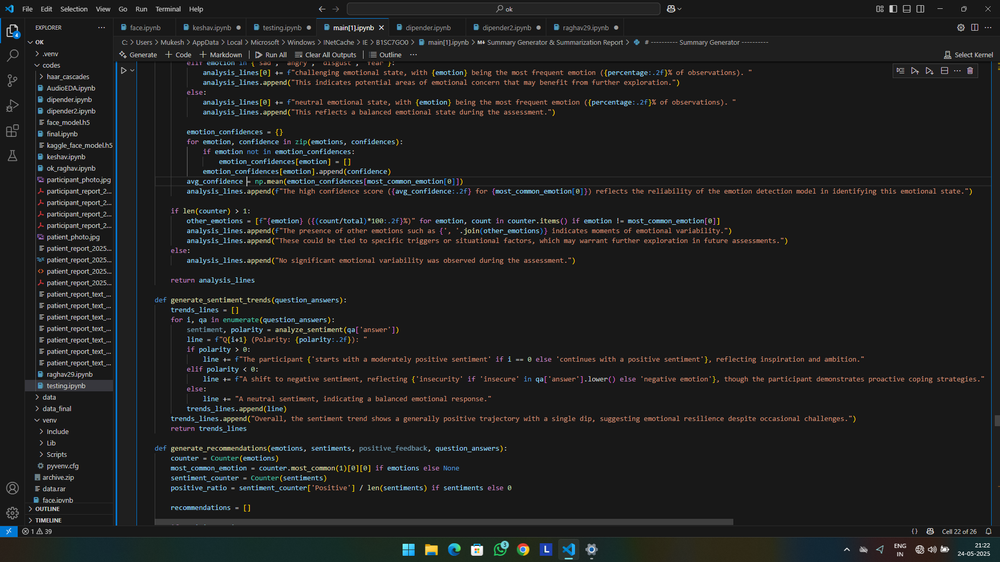 File Edit Selection View Go Run Terminal Help
ok
EXPLORER
face.ipynb
keshav.ipynb
testing.ipynb
main[1].ipynb
dipender.ipynb
dipender2.ipynb
raghav29.ipynb
C: > Users > Mukesh > AppData > Local > Microsoft > Windows > INetCache > IE > B1SC7GO0 > main[1].ipynb > M↓ Summary Generator & Summarization Report > # ---------- Summary Generator ----------
Generate + Code + Markdown Run All Clear All Outputs Outline
Select Kernel
OK
.venv
codes
haar_cascades
AudioEDA.ipynb
dipender.ipynb
dipender2.ipynb
face_model.h5
final.ipynb
kaggle_face_model.h5
keshav.ipynb
ok_raghav.ipynb
participant_photo.jpg
participant_report_2...
participant_report_2...
participant_report_2...
participant_report_2...
patient_photo.jpg
patient_report_2025...
patient_report_2025...
patient_report_2025...
patient_report_2025...
patient_report_text_...
patient_report_text_...
patient_report_text_...
patient_report_text_...
patient_report_text_...
patient_report_text_...
patient_report_text_...
raghav29.ipynb
testing.ipynb
data
data_final
venv
Include
Lib
Scripts
pyvenv.cfg
archive.zip
data.rar
face.ipynb
OUTLINE
TIMELINE
elif emotion in {'sad', 'angry', 'disgust', 'fear'}:
analysis_lines[0] += f"challenging emotional state, with {emotion} being the most frequent emotion ({percentage:.2f}% of observations). "
analysis_lines.append("This indicates potential areas of emotional concern that may benefit from further exploration.")
else:
analysis_lines[0] += f"neutral emotional state, with {emotion} being the most frequent emotion ({percentage:.2f}% of observations). "
analysis_lines.append("This reflects a balanced emotional state during the assessment.")
emotion_confidences = {}
for emotion, confidence in zip(emotions, confidences):
if emotion not in emotion_confidences:
emotion_confidences[emotion] = []
emotion_confidences[emotion].append(confidence)
avg_confidence = np.mean(emotion_confidences[most_common_emotion[0]])
analysis_lines.append(f"The high confidence score ({avg_confidence:.2f} for {most_common_emotion[0]}) reflects the reliability of the emotion detection model in identifying this emotional state.")
if len(counter) > 1:
other_emotions = [f"{emotion} ({(count/total)*100:.2f}%)" for emotion, count in counter.items() if emotion != most_common_emotion[0]]
analysis_lines.append(f"The presence of other emotions such as {', '.join(other_emotions)} indicates moments of emotional variability.")
analysis_lines.append("These could be tied to specific triggers or situational factors, which may warrant further exploration in future assessments.")
else:
analysis_lines.append("No significant emotional variability was observed during the assessment.")
return analysis_lines
def generate_sentiment_trends(question_answers):
trends_lines = []
for i, qa in enumerate(question_answers):
sentiment, polarity = analyze_sentiment(qa['answer'])
line = f"Q{i+1} (Polarity: {polarity:.2f}): "
if polarity > 0:
line += f"The participant {'starts with a moderately positive sentiment' if i == 0 else 'continues with a positive sentiment'}, reflecting inspiration and ambition."
elif polarity < 0:
line += f"A shift to negative sentiment, reflecting {'insecurity' if 'insecure' in qa['answer'].lower() else 'negative emotion'}, though the participant demonstrates proactive coping strategies."
else:
line += "A neutral sentiment, indicating a balanced emotional response."
trends_lines.append(line)
trends_lines.append("Overall, the sentiment trend shows a generally positive trajectory with a single dip, suggesting emotional resilience despite occasional challenges.")
return trends_lines
def generate_recommendations(emotions, sentiments, positive_feedback, question_answers):
counter = Counter(emotions)
most_common_emotion = counter.most_common(1)[0][0] if emotions else None
sentiment_counter = Counter(sentiments)
positive_ratio = sentiment_counter['Positive'] / len(sentiments) if sentiments else 0
recommendations = []
1 39
Cell 22 of 26
ENG
IN
21:22
24-05-2025